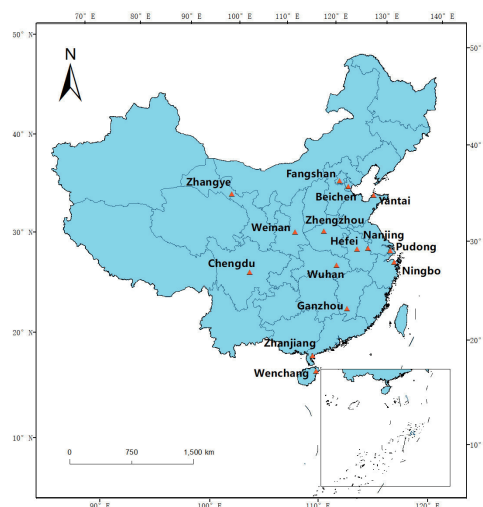 70° E 80° E 90° E 100° E 110° E 120° E 130° E 140° E
50° N
50° N
N
40° N
40° N
Fangshan
Zhangye
Beichen
Yantai
Zhengzhou
Weinan
Nanjing
30° N
Hefei
Pudong
30° N
Chengdu
Wuhan
Ningbo
Ganzhou
20° N
Zhanjiang
20° N
Wenchang
10° N
10° N
0 750 1,500 km
90° E 100° E 110° E 120° E